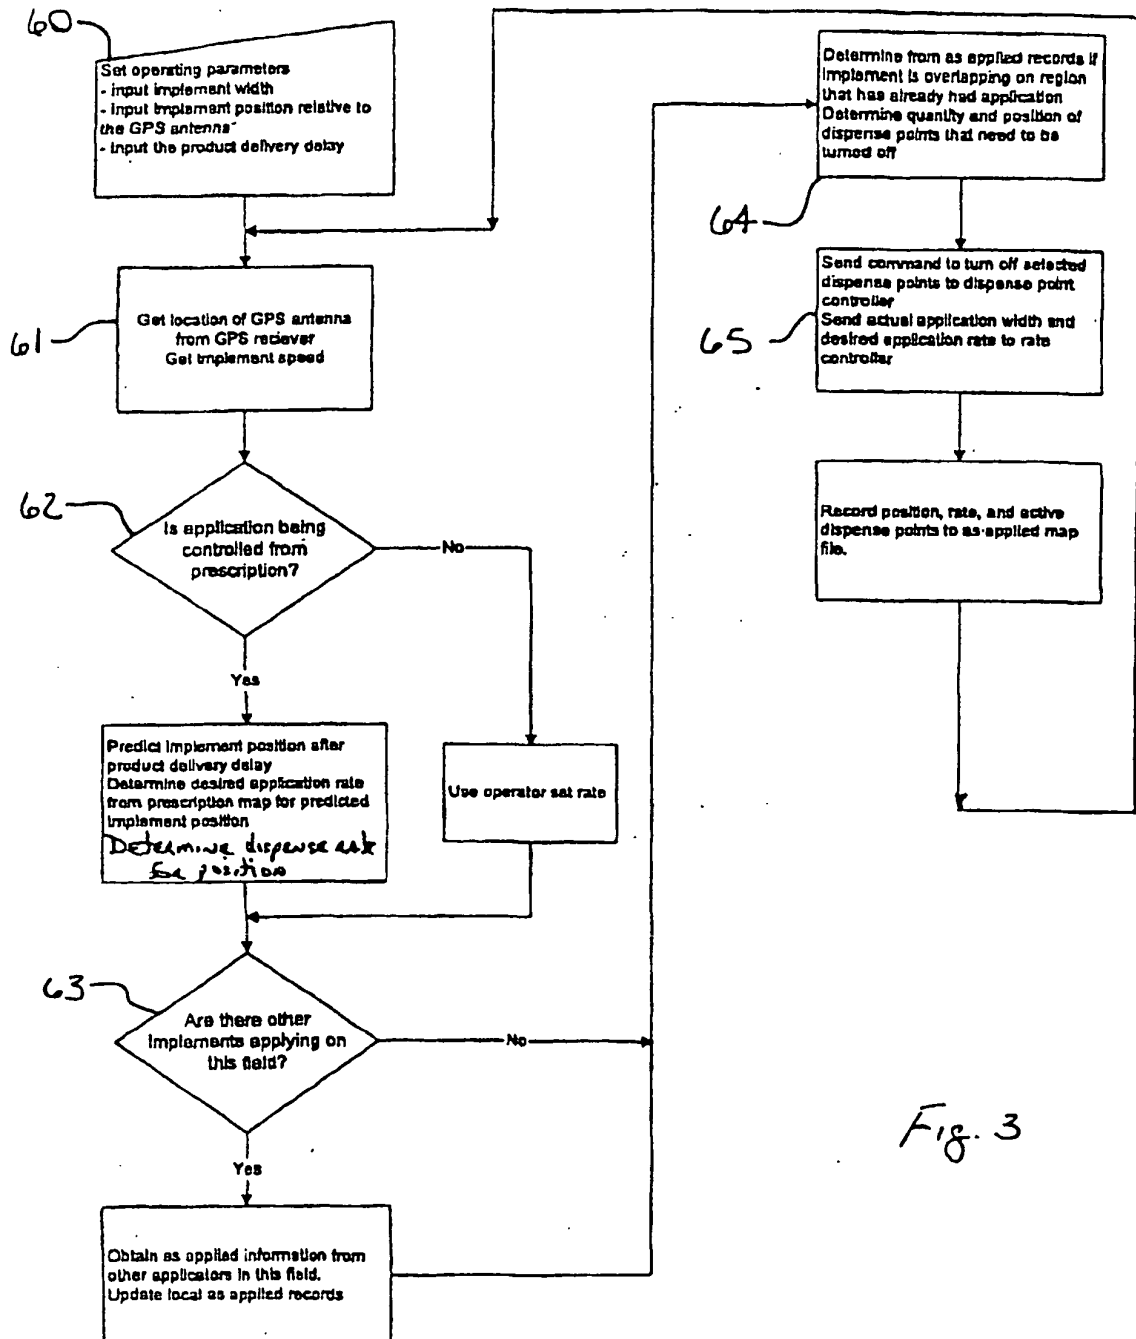 60
Set operating parameters
- input implement width
- Input implement position relative to
the GPS antenna
- Input the product delivery delay
61
Get location of GPS antenna
from GPS reciever
Get implement speed
62
Is application being
controlled from
prescription?
No
Yes
Predict implement position after
product delivery delay
Determine desired application rate
from prescription map for predicted
implement position
Determine dispense rate
for position
Use operator set rate
63
Are there other
implements applying on
this field?
No
Yes
Obtain as applied information from
other applicators in this field.
Update local as applied records
64
Determine from as applied records if
implement is overlapping on region
that has already had application
Determine quantity and position of
dispense points that need to be
turned off
65
Send command to turn off selected
dispense points to dispense point
controller
Send actual application width and
desired application rate to rate
controller
Record position, rate, and active
dispense points to as-applied map
file.
Fig. 3